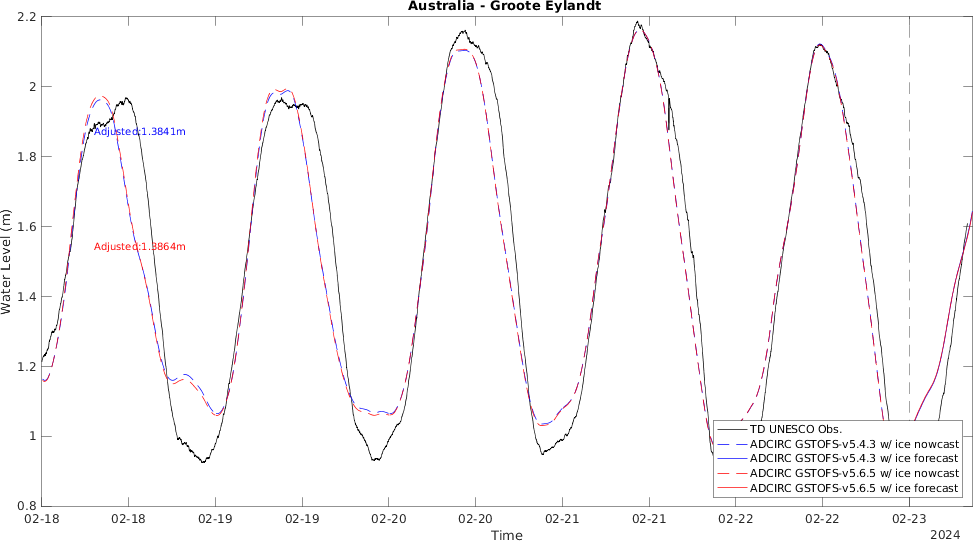 Australia - Groote Eylandt
2.2
2
1.8
1.6
1.4
1.2
1
0.8
Water Level (m)
Adjusted:1.3841m
Adjusted:1.3864m
TD UNESCO Obs.
ADCIRC GSTOFS-v5.4.3 w/ ice nowcast
ADCIRC GSTOFS-v5.4.3 w/ ice forecast
ADCIRC GSTOFS-v5.6.5 w/ ice nowcast
ADCIRC GSTOFS-v5.6.5 w/ ice forecast
02-18 02-18 02-19 02-19 02-20 02-20 02-21 02-21 02-22 02-22 02-23
Time
2024